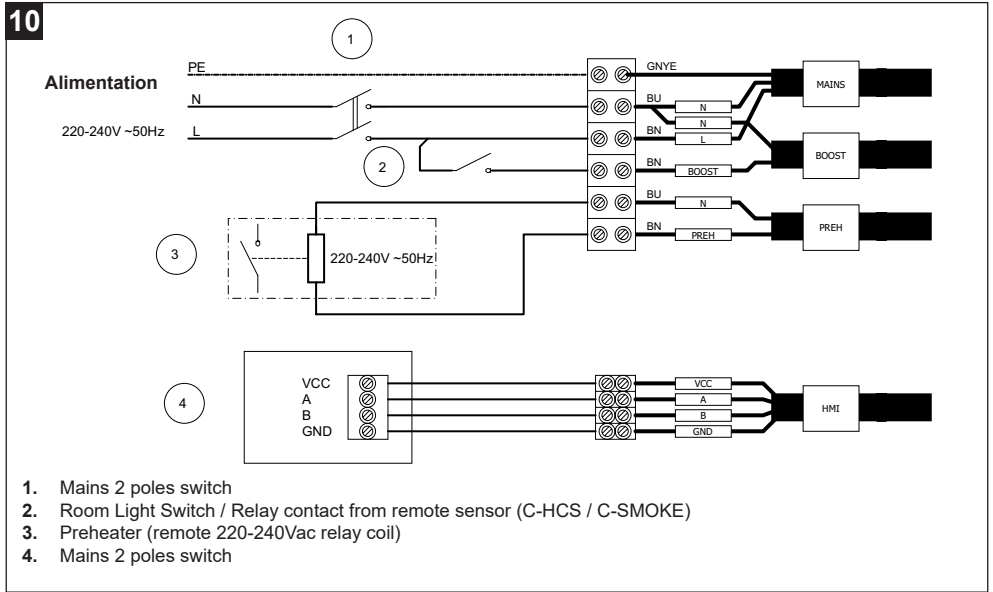 10
1
PE
GNYE
Alimentation
MAINS
N
BU
N
N
220-240V ~50Hz
L
BN
L
2
BN
BOOST
BOOST
BU
N
PREH
3
220-240V ~50Hz
BN
PREH
4
VCC
VCC
A
A
HMI
B
B
GND
GND
1. Mains 2 poles switch
2. Room Light Switch / Relay contact from remote sensor (C-HCS / C-SMOKE)
3. Preheater (remote 220-240Vac relay coil)
4. Mains 2 poles switch